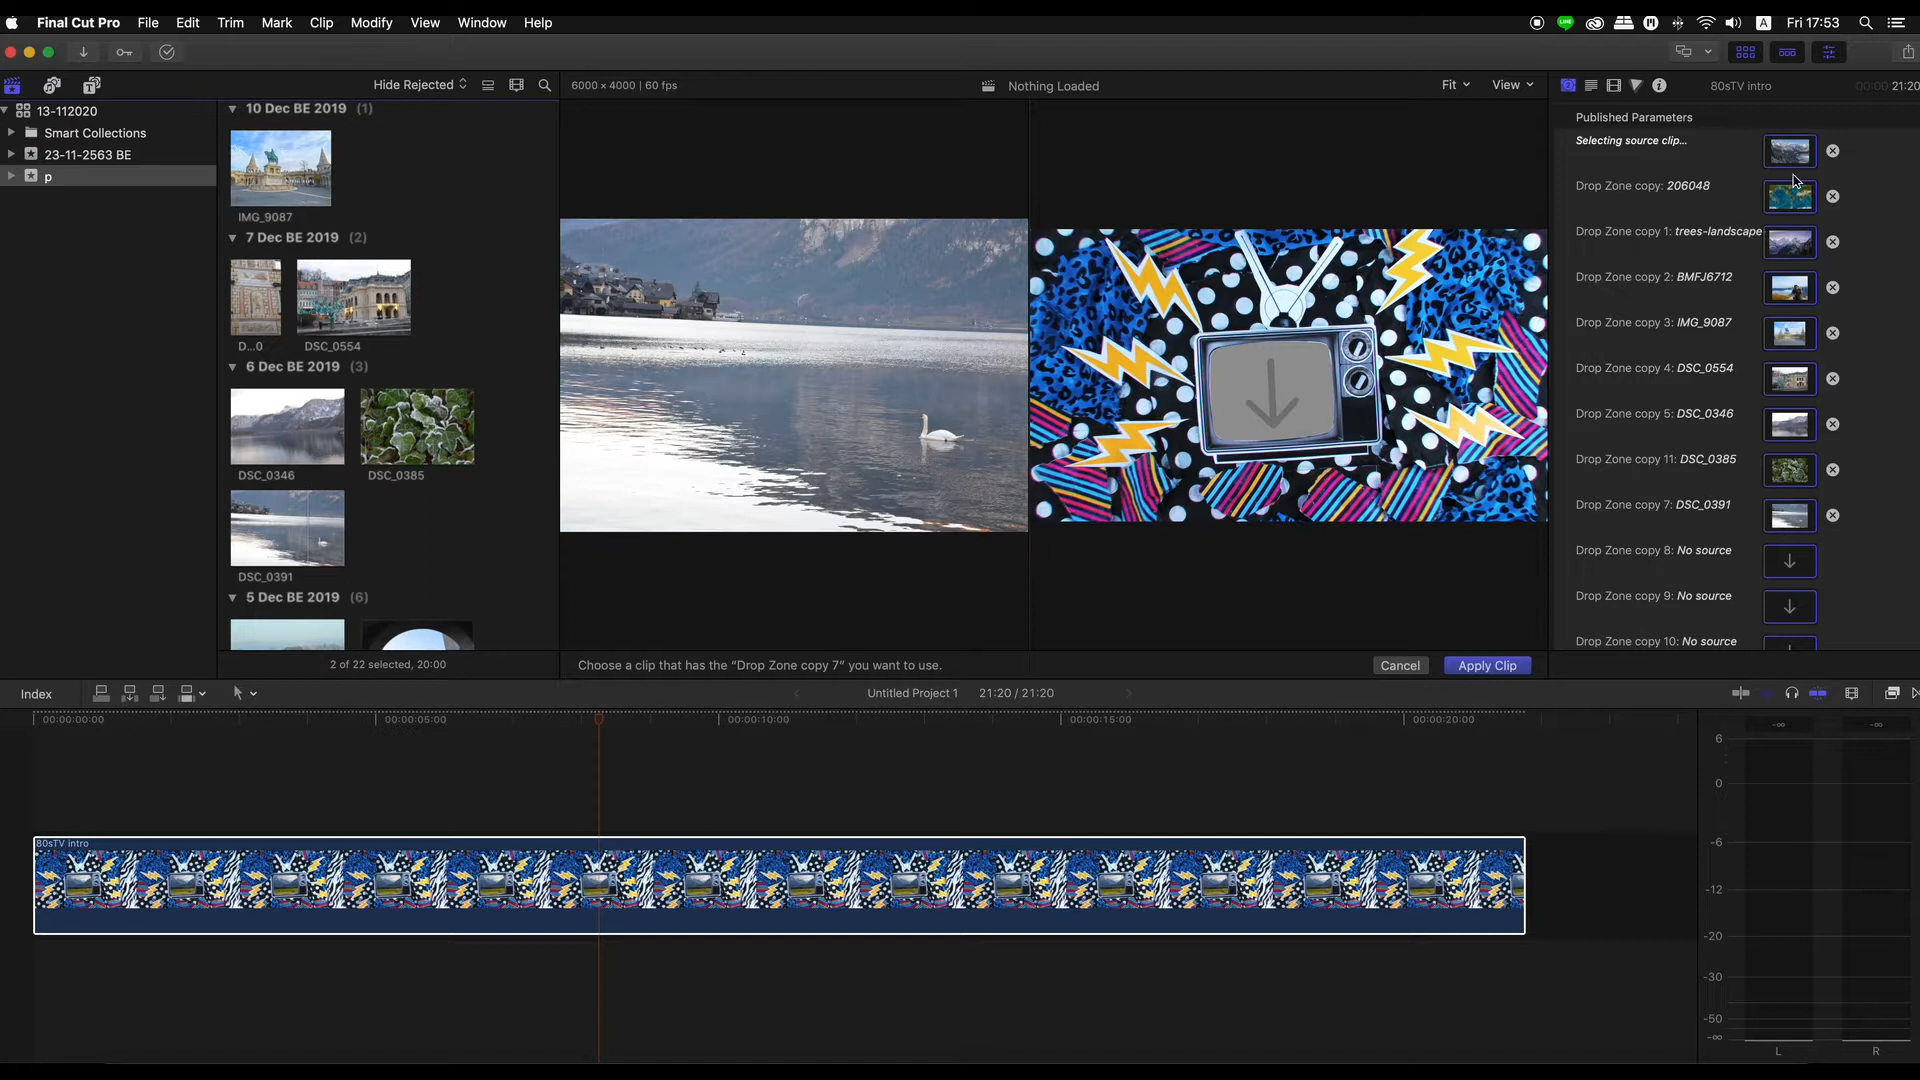 Final Cut Pro File Edit Trim Mark Clip Modify View Window Help
A Fri 17:53
Hide Rejected
6000 × 4000 | 60 fps
Nothing Loaded
Fit View
80sTV intro
00:00:21:20
13-112020
Smart Collections
23-11-2563 BE
p
10 Dec BE 2019 (1)
IMG_9087
7 Dec BE 2019 (2)
D...0 DSC_0554
6 Dec BE 2019 (3)
DSC_0346 DSC_0385
DSC_0391
5 Dec BE 2019 (6)
2 of 22 selected, 20:00
Choose a clip that has the “Drop Zone copy 7” you want to use.
Cancel Apply Clip
Published Parameters
Selecting source clip...
Drop Zone copy: 206048
Drop Zone copy 1: trees-landscape
Drop Zone copy 2: BMFJ6712
Drop Zone copy 3: IMG_9087
Drop Zone copy 4: DSC_0554
Drop Zone copy 5: DSC_0346
Drop Zone copy 11: DSC_0385
Drop Zone copy 7: DSC_0391
Drop Zone copy 8: No source
Drop Zone copy 9: No source
Drop Zone copy 10: No source
Index
Untitled Project 1 21:20 / 21:20
00:00:00:00 00:00:05:00 00:00:10:00 00:00:15:00 00:00:20:00
80sTV intro
-∞ -∞
6
0
-6
-12
-20
-30
-50
-∞
L R